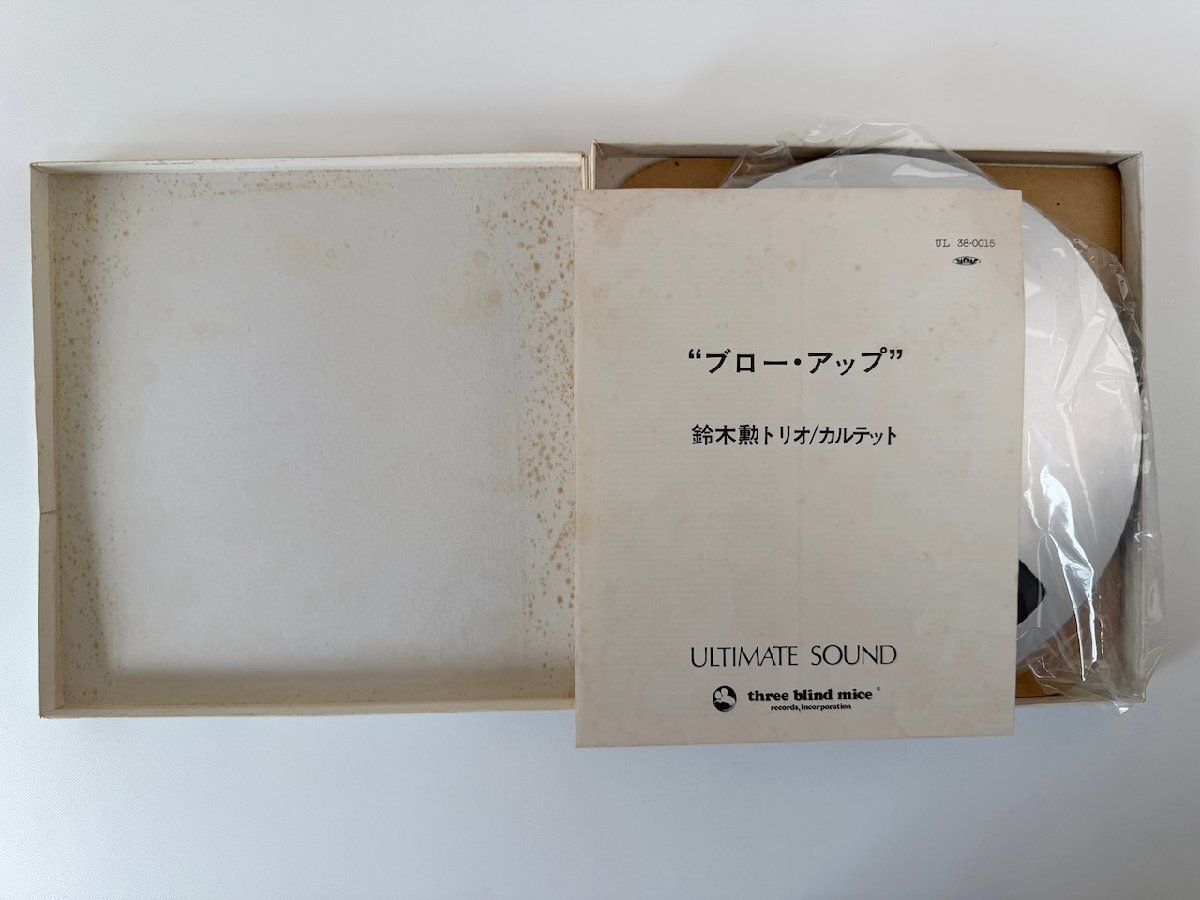 UL 38-0015
“ブロー・アップ”
鈴木勲トリオ/カルテット
ULTIMATE SOUND
three blind mice
records, incorporation